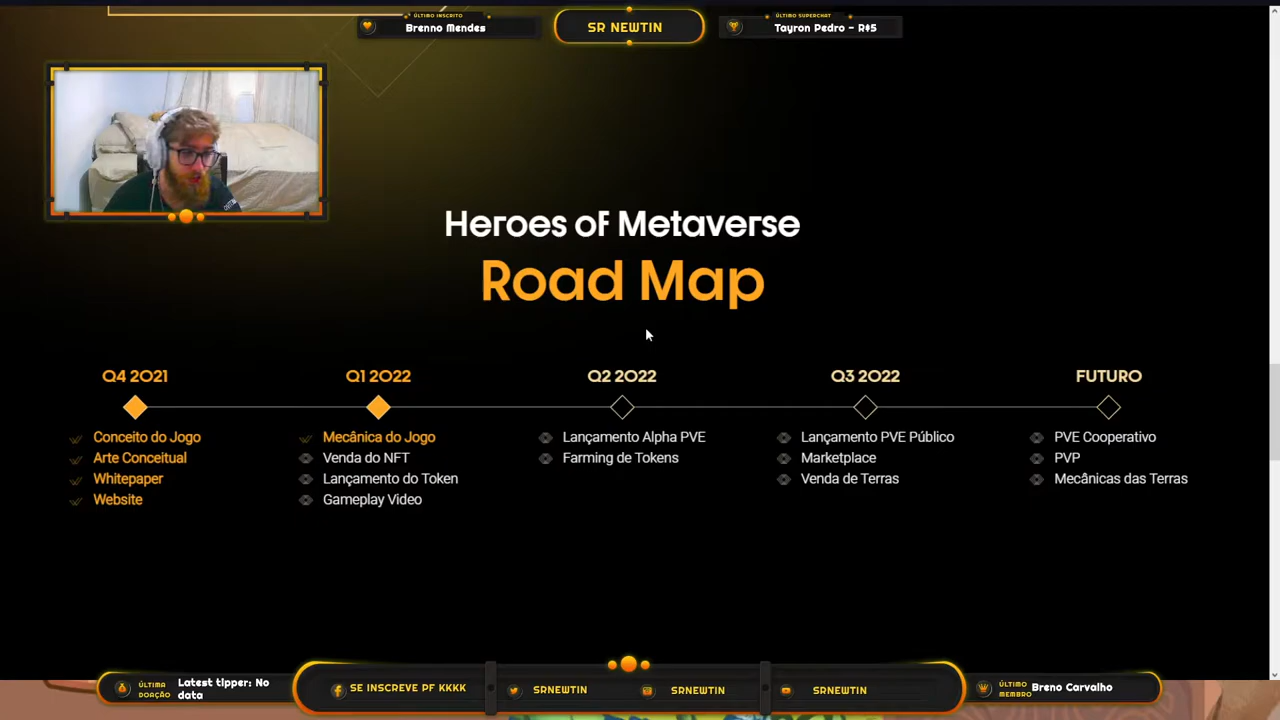 ÚLTIMO INSCRITO
Brenno Mendes
SR NEWTIN
ÚLTIMO SUPERCHAT
Tayron Pedro - R$5
Heroes of Metaverse
Road Map
Q4 2021
Conceito do Jogo
Arte Conceitual
Whitepaper
Website
Q1 2022
Mecânica do Jogo
Venda do NFT
Lançamento do Token
Gameplay Video
Q2 2022
Lançamento Alpha PVE
Farming de Tokens
Q3 2022
Lançamento PVE Público
Marketplace
Venda de Terras
FUTURO
PVE Cooperativo
PVP
Mecânicas das Terras
ÚLTIMA
DOAÇÃO
Latest tipper: No
data
SE INSCREVE PF KKKK
SRNEWTIN
SRNEWTIN
SRNEWTIN
ÚLTIMO
MEMBRO
Breno Carvalho